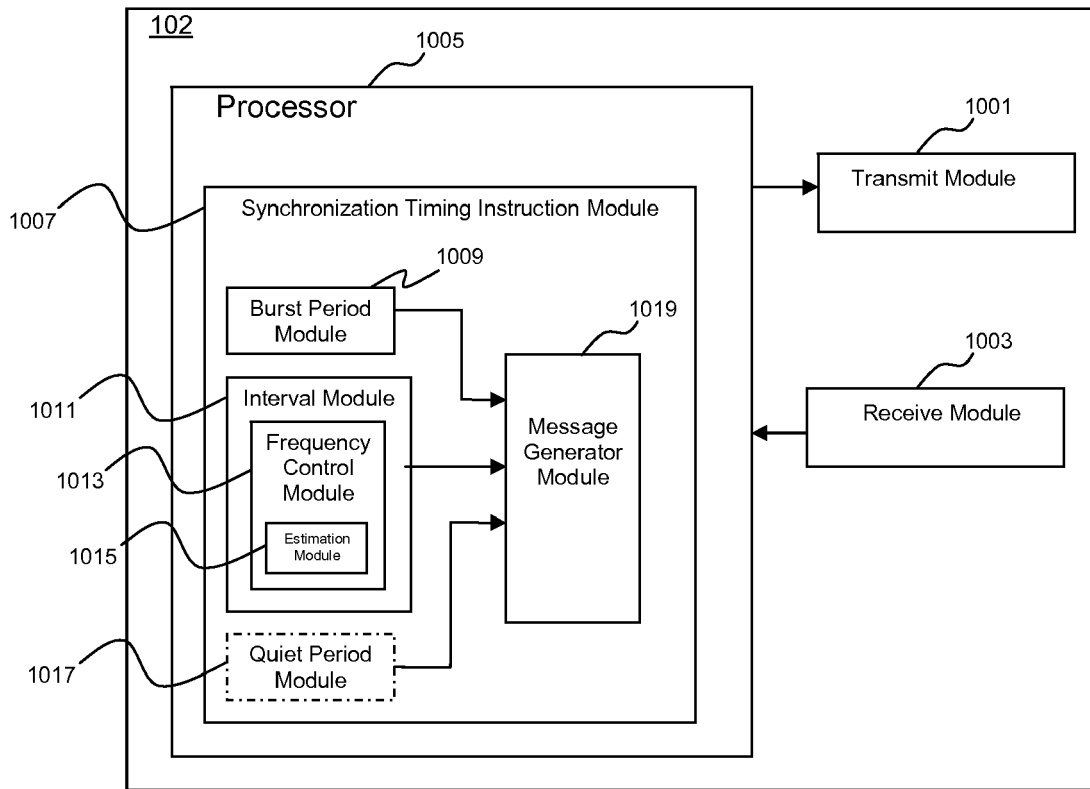 102
1005
Processor
1001
Transmit Module
1007
Synchronization Timing Instruction Module
1009
Burst Period
Module
1019
1003
Receive Module
1011
Interval Module
Message
Generator
Module
1013
Frequency
Control
Module
1015
Estimation
Module
1017
Quiet Period
Module